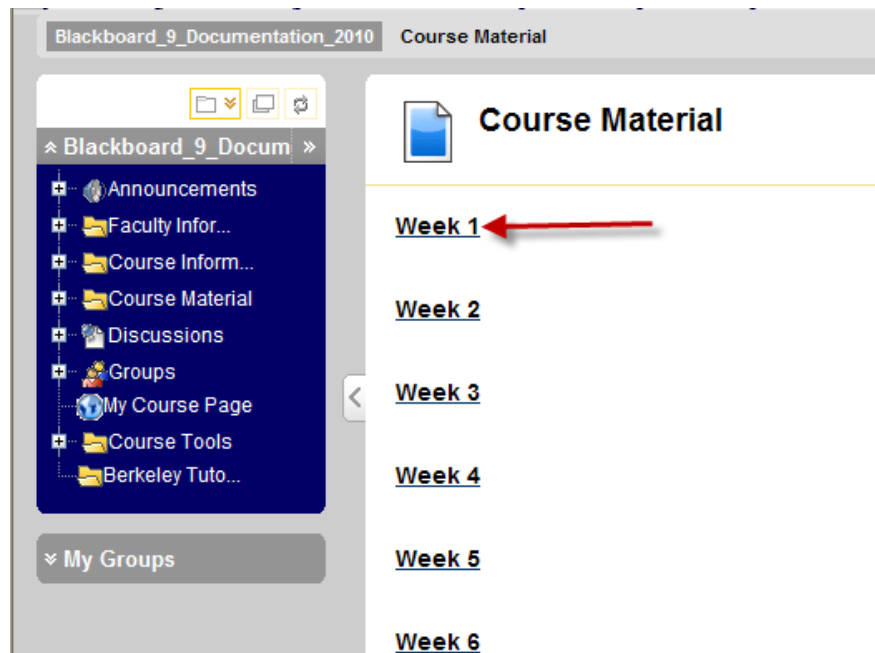 Blackboard_9_Documentation_2010 Course Material
Blackboard_9_Docum
Announcements
Faculty Infor...
Course Inform...
Course Material
Discussions
Groups
My Course Page
Course Tools
Berkeley Tuto...
My Groups
Course Material
Week 1
Week 2
Week 3
Week 4
Week 5
Week 6